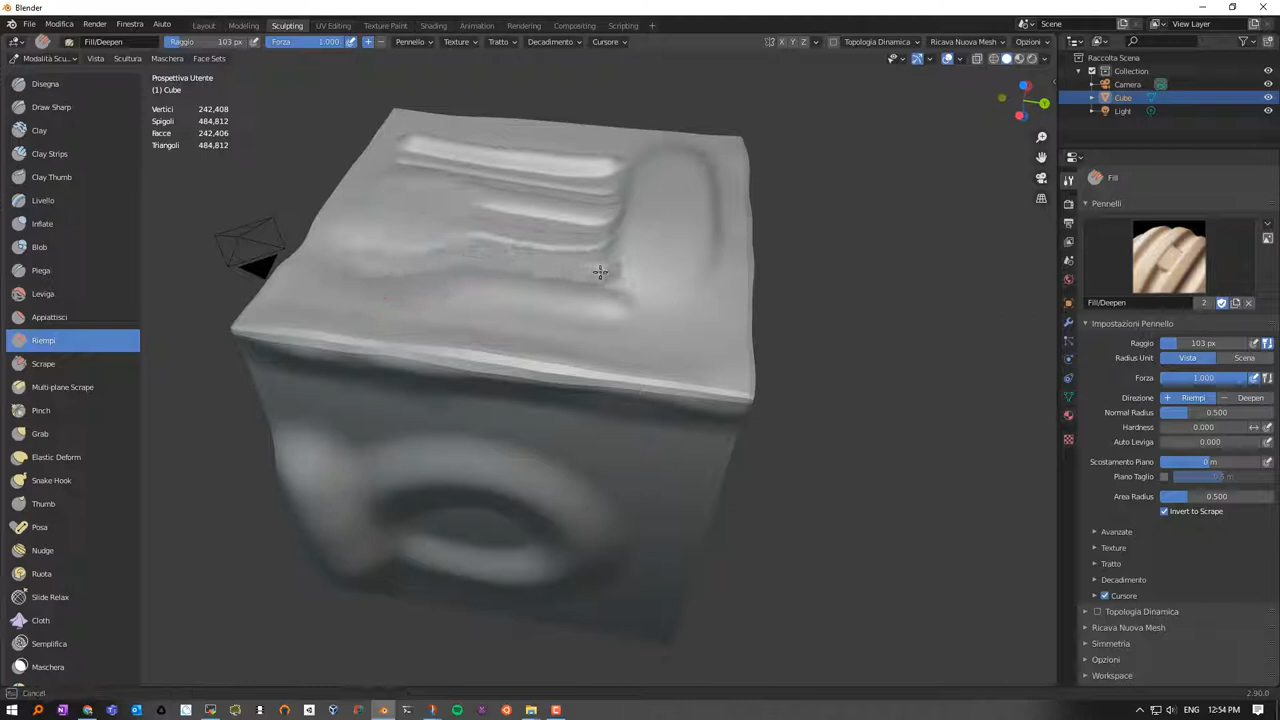 Blender
File Modifica Render Finestra Aiuto Layout Modeling Sculpting UV Editing Texture Paint Shading Animation Rendering Compositing Scripting + Scene View Layer
Fill/Deepen Raggio 103 px Forza 1.000 + − Pennello Texture Tratto Decadimento Cursore X Y Z Topologia Dinamica Ricava Nuova Mesh Opzioni
Modalità Scu... Vista Scultura Maschera Face Sets
Raccolta Scena
Collection
Camera
Cube
Light
Prospettiva Utente
(1) Cube
Vertici 242,408
Spigoli 484,812
Facce 242,406
Triangoli 484,812
Y
Disegna
Draw Sharp
Clay
Clay Strips
Clay Thumb
Livello
Inflate
Blob
Piega
Leviga
Appiattisci
Riempi
Scrape
Multi-plane Scrape
Pinch
Grab
Elastic Deform
Snake Hook
Thumb
Posa
Nudge
Ruota
Slide Relax
Cloth
Semplifica
Maschera
Fill
Pennelli
Fill/Deepen 2
Impostazioni Pennello
Raggio 103 px
Radius Unit Vista Scena
Forza 1.000
Direzione + Riempi − Deepen
Normal Radius 0.500
Hardness 0.000
Auto Leviga 0.000
Scostamento Piano 0 m
Piano Taglio 0.5 m
Area Radius 0.500
Invert to Scrape
Avanzate
Texture
Tratto
Decadimento
Cursore
Topologia Dinamica
Ricava Nuova Mesh
Simmetria
Opzioni
Workspace
Cancel 2.90.0
12:54 PM